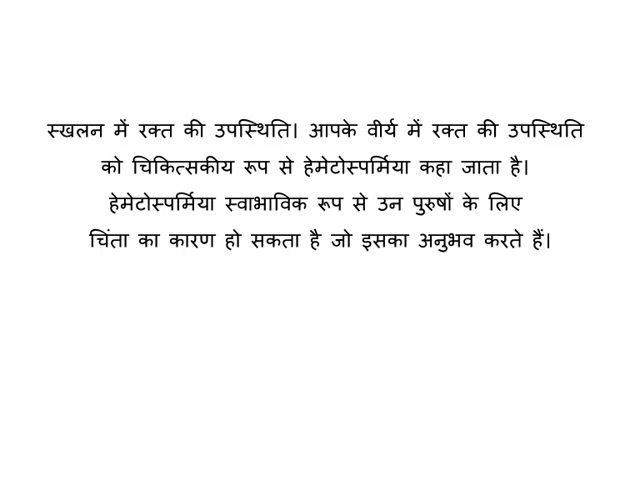 स्खलन में रक्त की उपस्थिति। आपके वीर्य में रक्त की उपस्थिति
को चिकित्सकीय रूप से हेमेटोस्पर्मिया कहा जाता है।
हेमेटोस्पर्मिया स्वाभाविक रूप से उन पुरुषों के लिए
चिंता का कारण हो सकता है जो इसका अनुभव करते हैं।